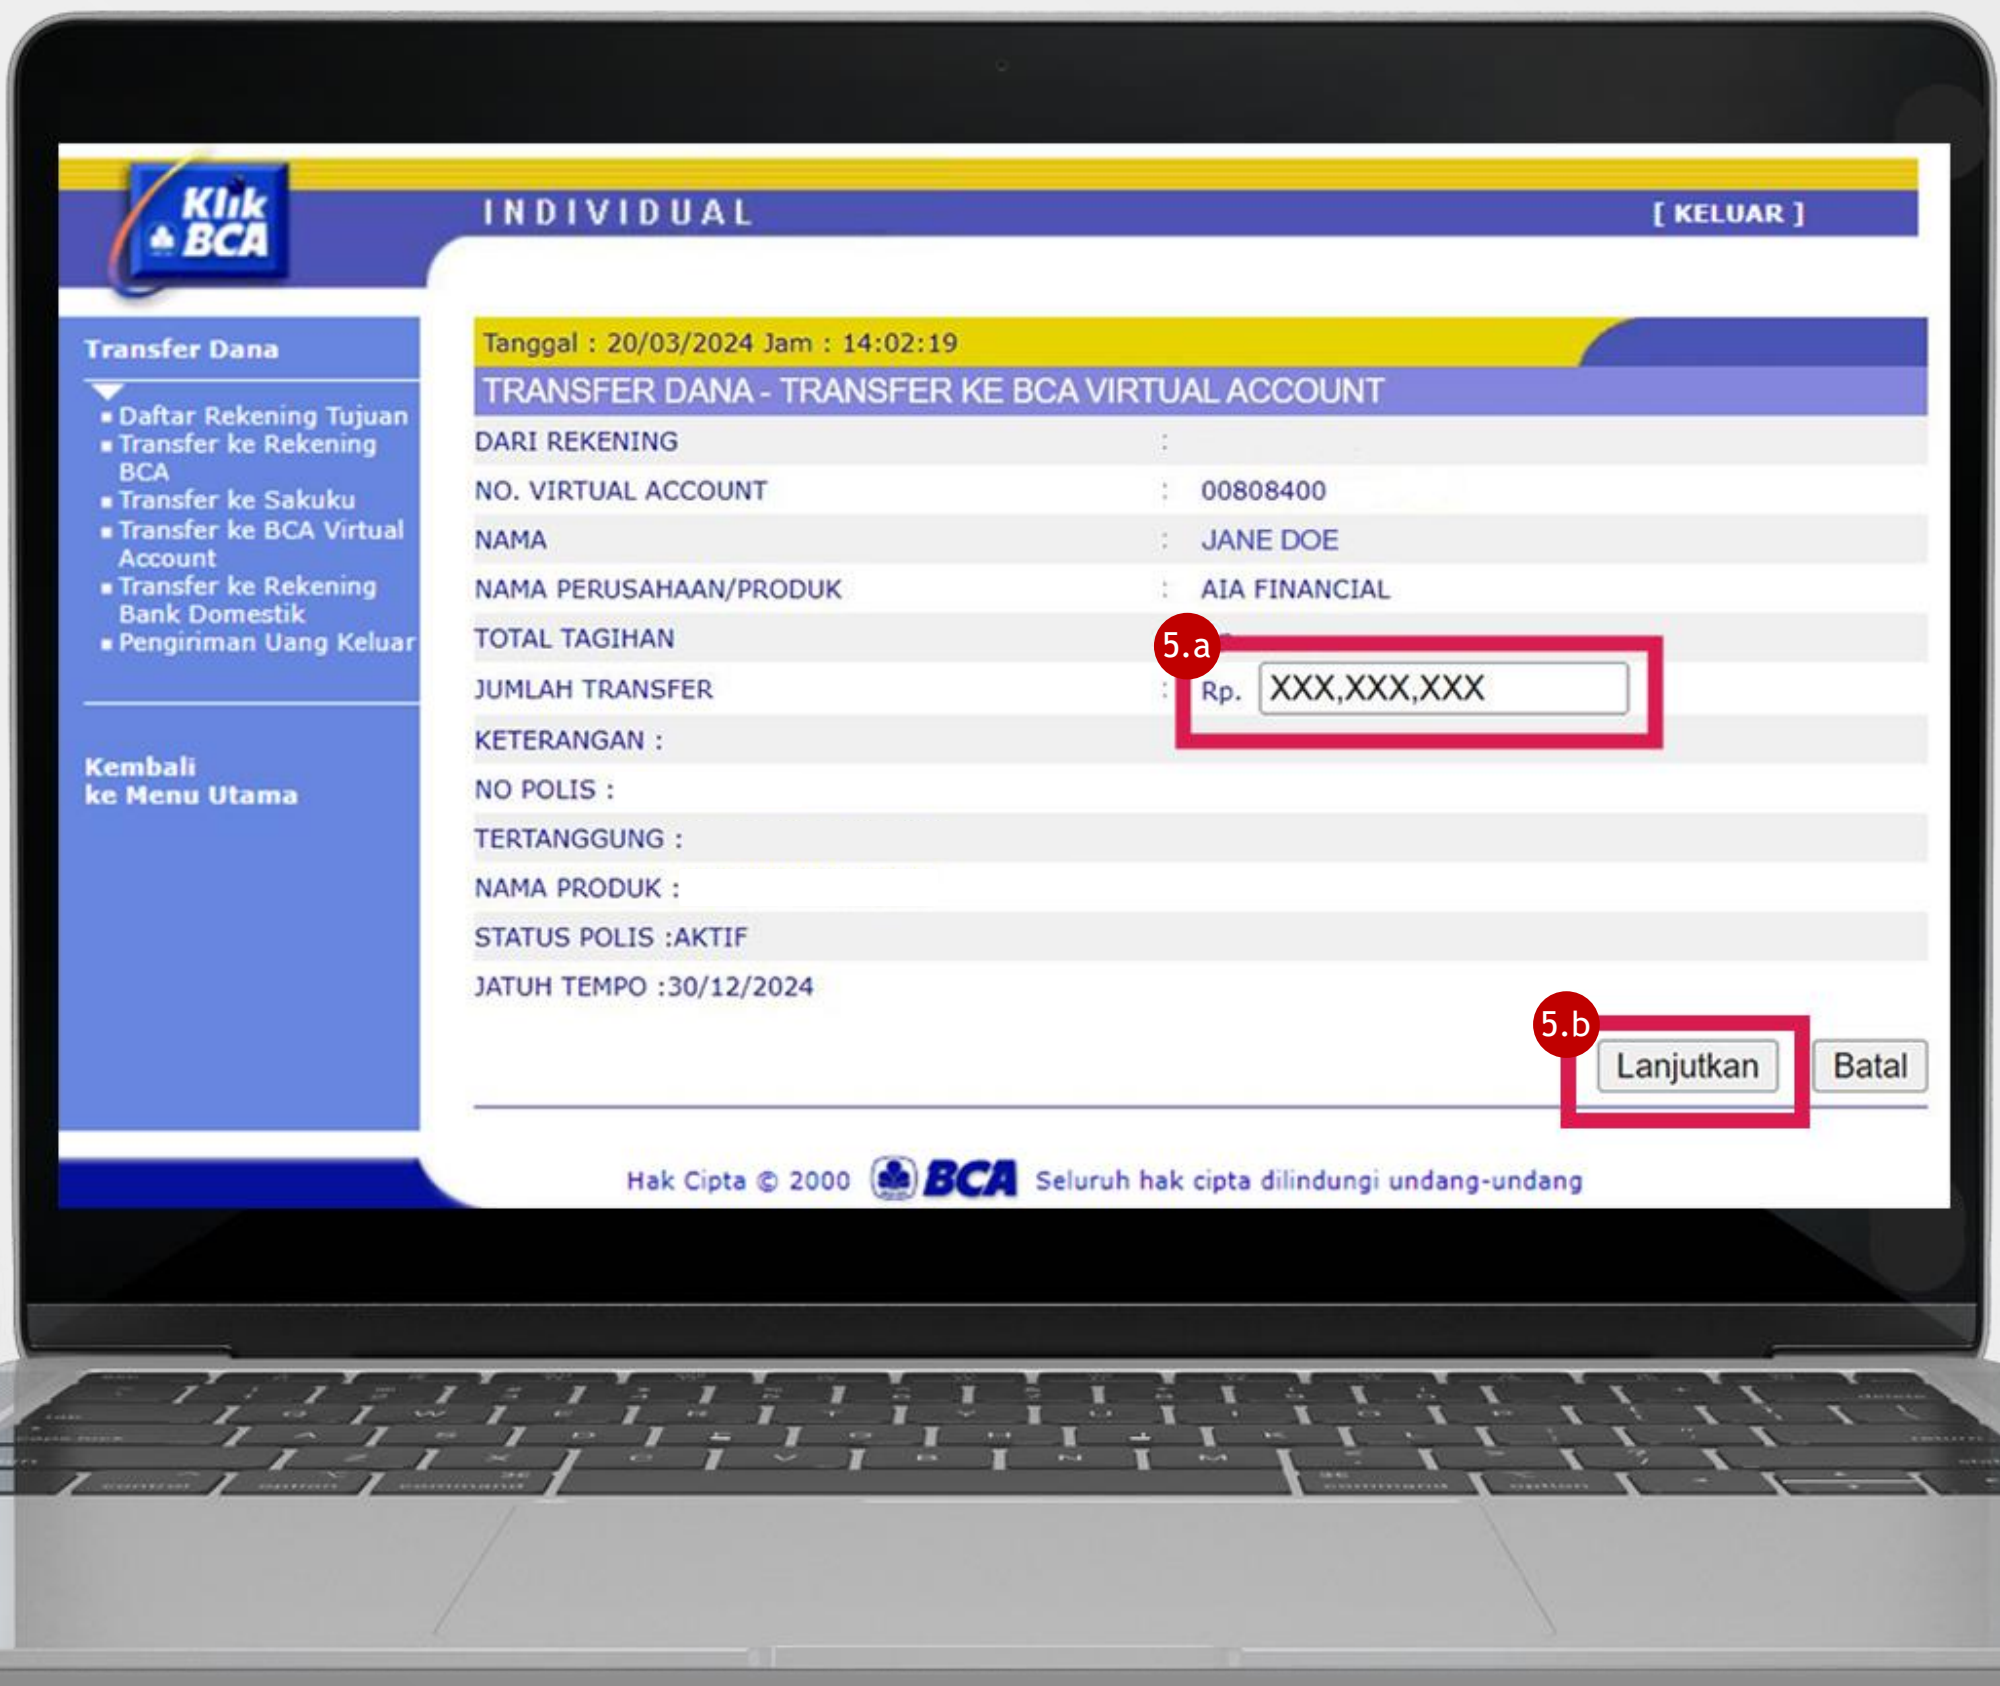 Klik
BCA
INDIVIDUAL
[ KELUAR ]
Transfer Dana
Daftar Rekening Tujuan
Transfer ke Rekening
BCA
Transfer ke Sakuku
Transfer ke BCA Virtual
Account
Transfer ke Rekening
Bank Domestik
Pengiriman Uang Keluar
Kembali
ke Menu Utama
Tanggal : 20/03/2024 Jam : 14:02:19
TRANSFER DANA - TRANSFER KE BCA VIRTUAL ACCOUNT
DARI REKENING :
NO. VIRTUAL ACCOUNT : 00808400
NAMA : JANE DOE
NAMA PERUSAHAAN/PRODUK : AIA FINANCIAL
TOTAL TAGIHAN
5.a
JUMLAH TRANSFER : Rp. XXX,XXX,XXX
KETERANGAN :
NO POLIS :
TERTANGGUNG :
NAMA PRODUK :
STATUS POLIS :AKTIF
JATUH TEMPO :30/12/2024
5.b
Lanjutkan Batal
Hak Cipta © 2000 BCA Seluruh hak cipta dilindungi undang-undang